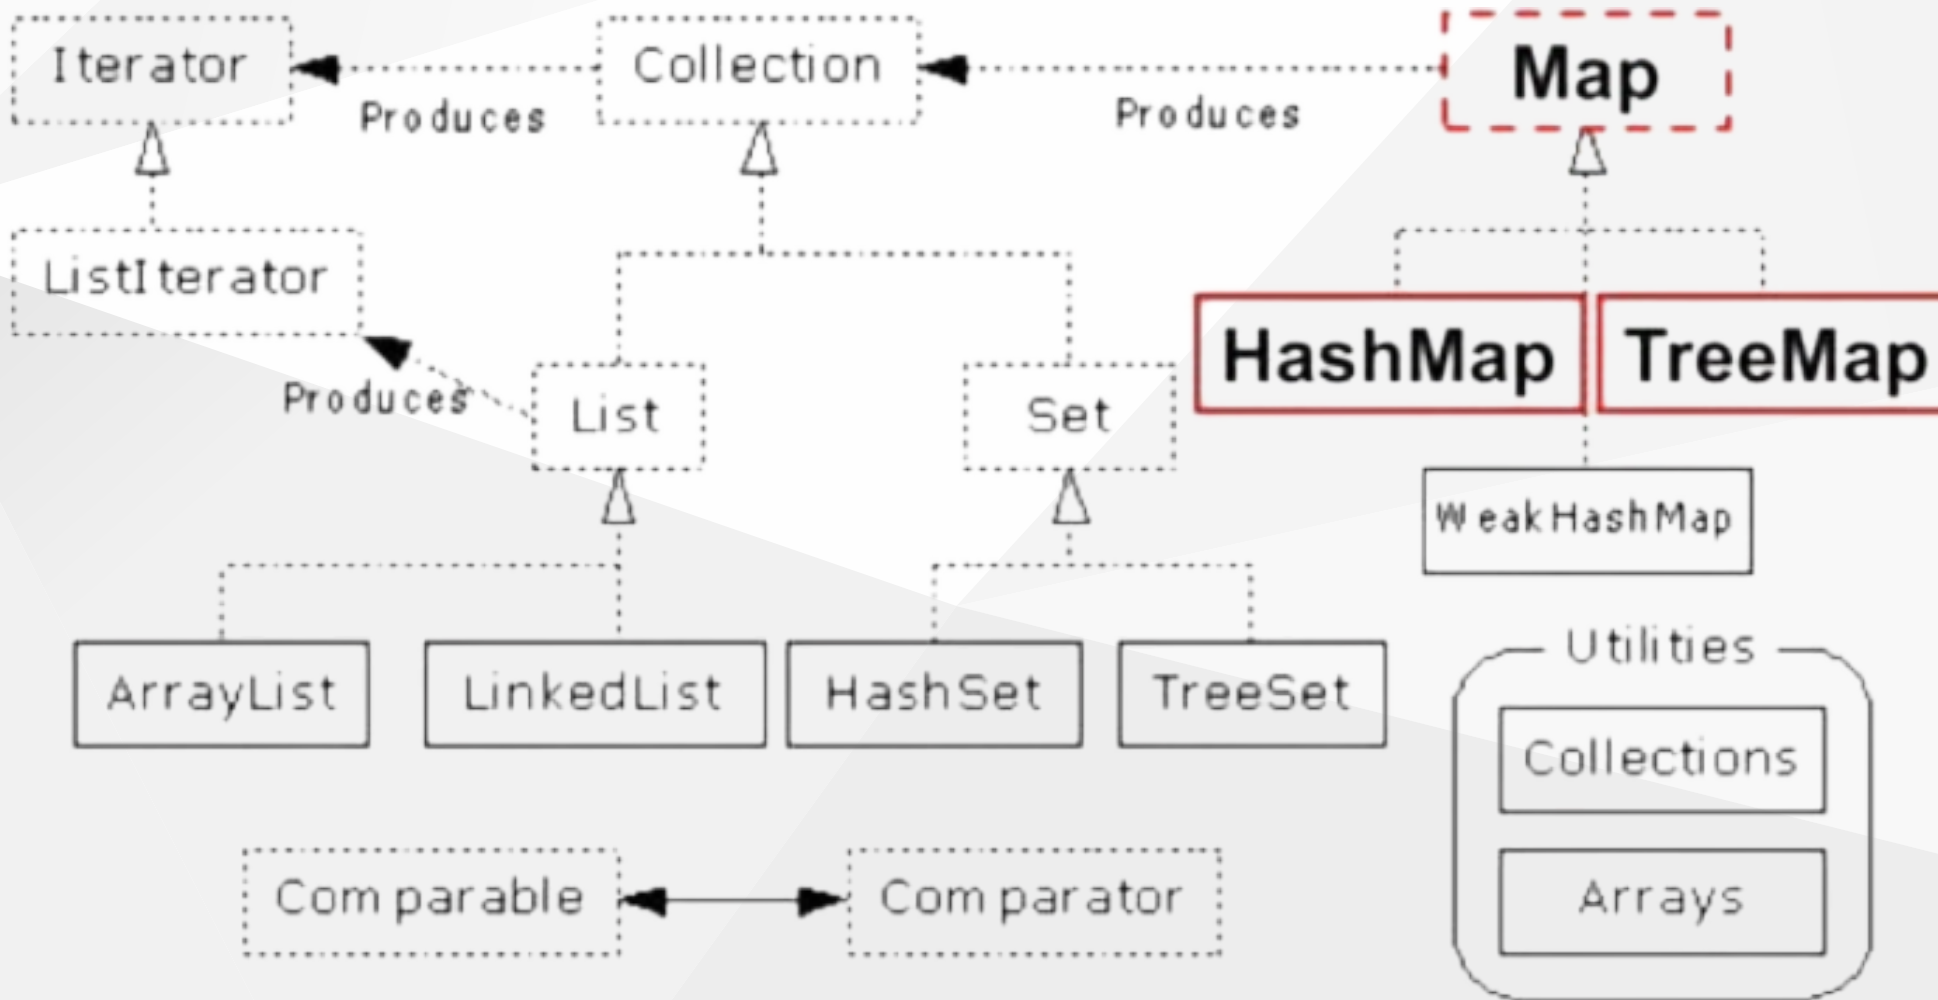 Iterator
Collection
Map
Produces
Produces
ListIterator
HashMap
TreeMap
Produces
List
Set
WeakHashMap
Utilities
ArrayList
LinkedList
HashSet
TreeSet
Collections
Comparable
Comparator
Arrays